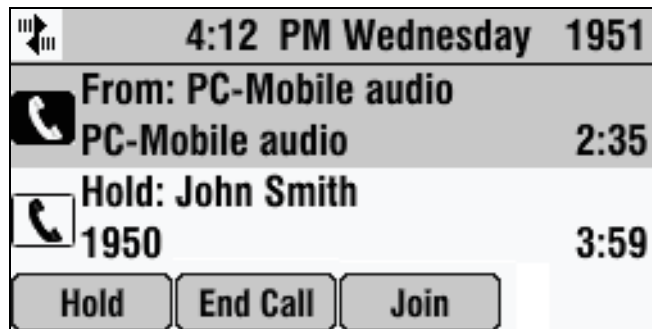 4:12 PM Wednesday 1951
From: PC-Mobile audio
PC-Mobile audio 2:35
Hold: John Smith
1950 3:59
Hold End Call Join